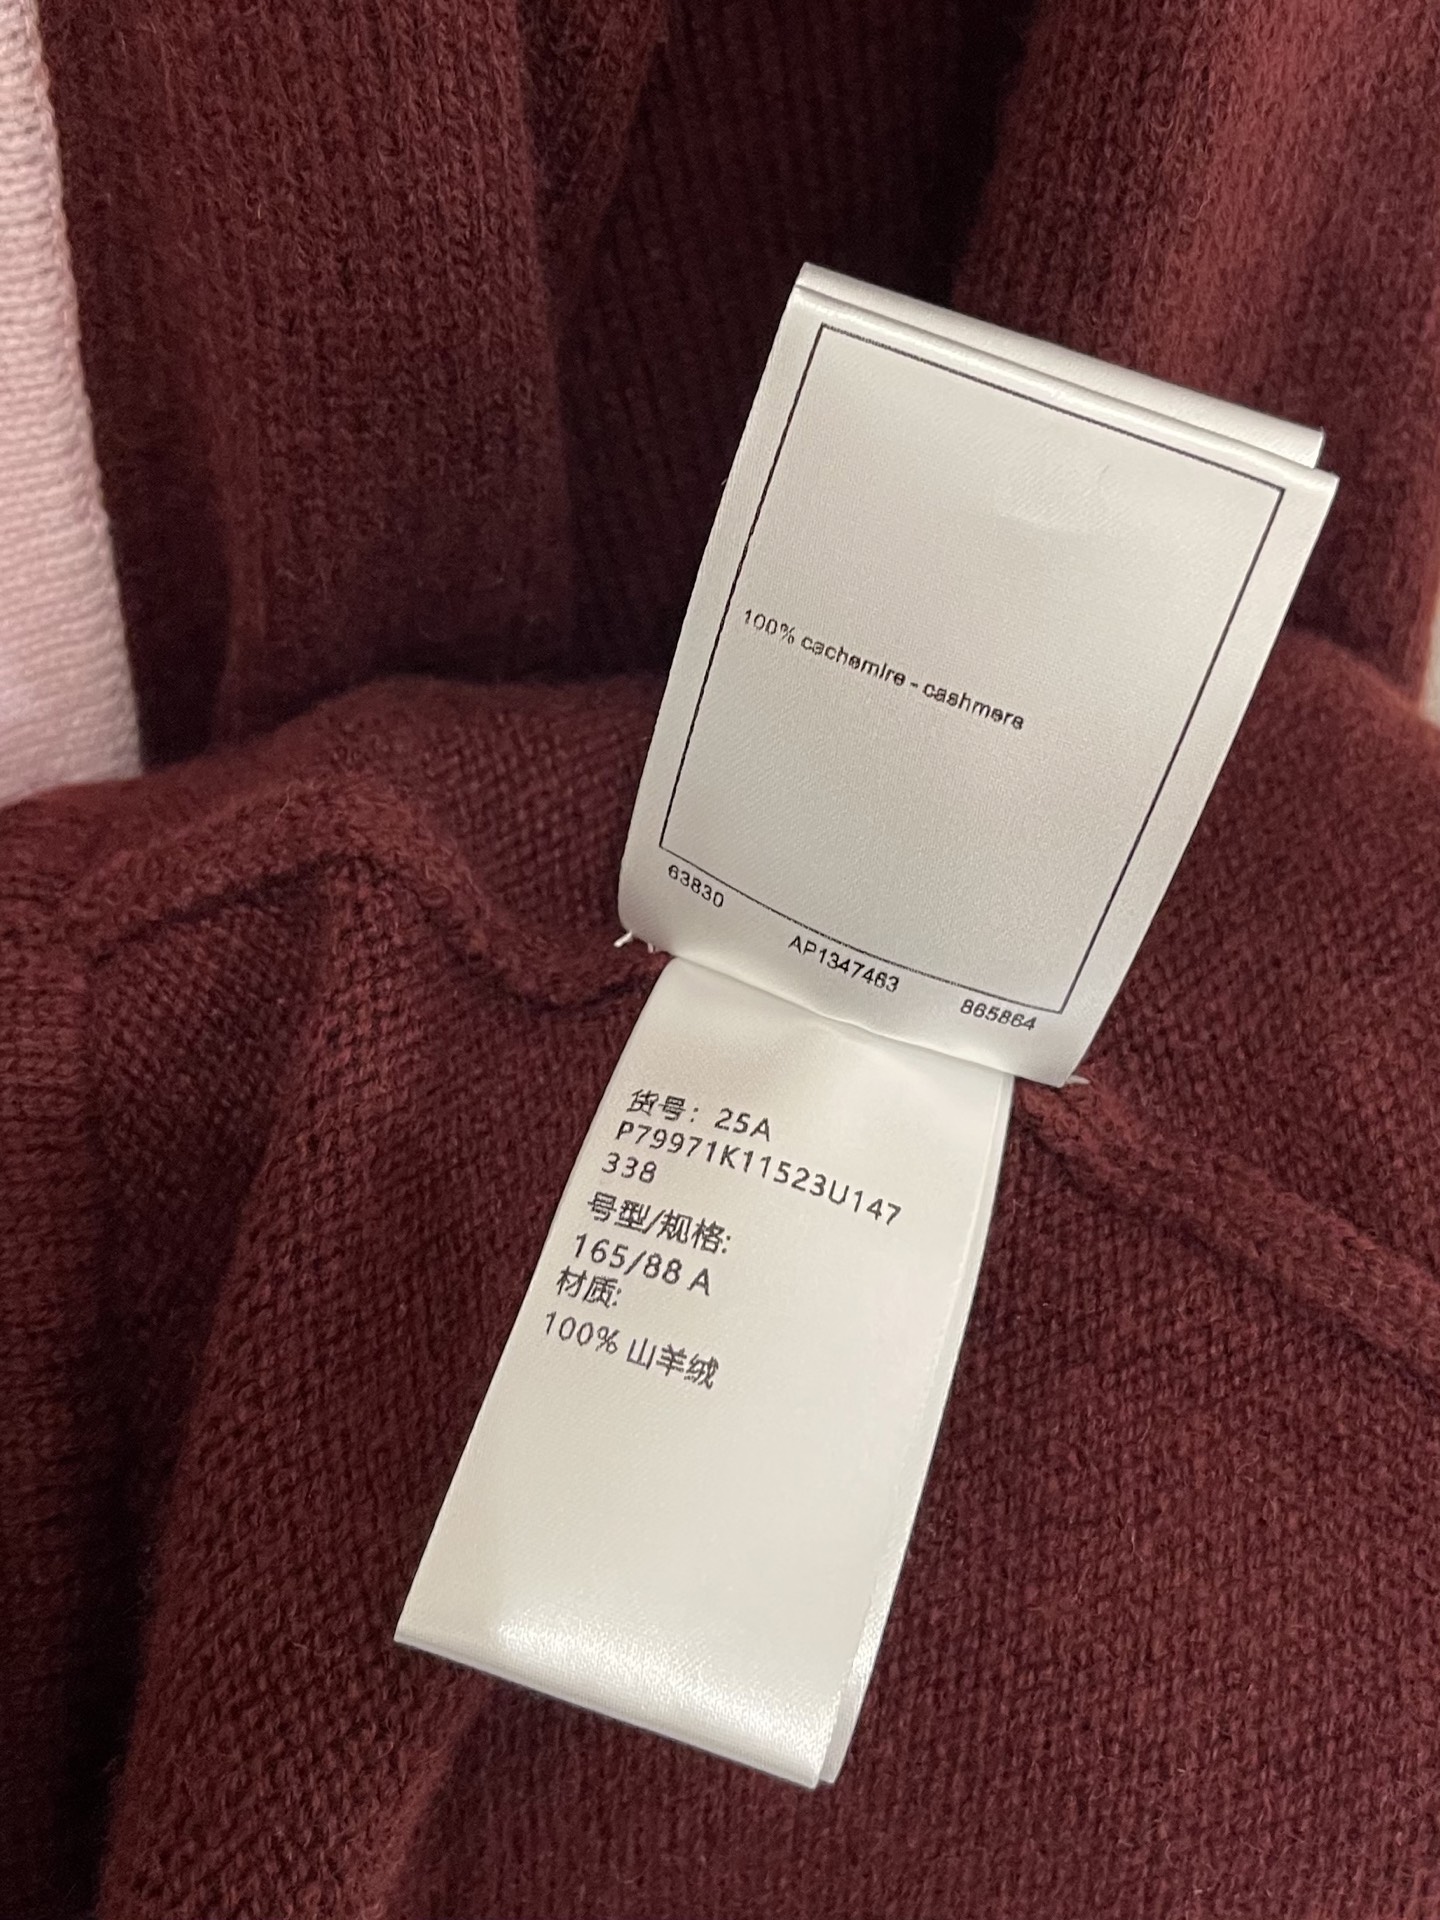 100% cachemire - cashmere
63830
AP1347463
865864
货号: 25A
P79971K11523U147
338
号型/规格:
165/88 A
材质:
100% 山羊绒